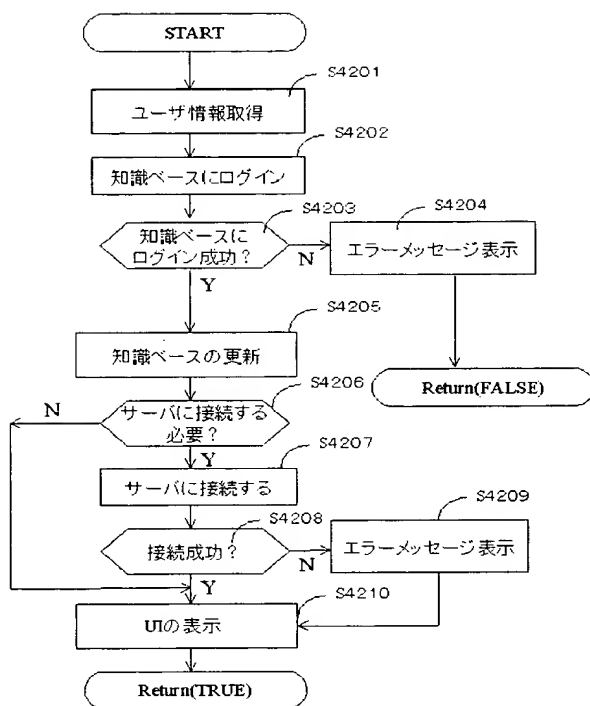 START
S4201
ユーザ情報取得
S4202
知識ベースにログイン
S4203
知識ベースに
ログイン成功？
N
S4204
エラーメッセージ表示
Y
S4205
知識ベースの更新
Return(FALSE)
S4206
N
サーバに接続する
必要？
Y
S4207
サーバに接続する
S4208
接続成功？
N
S4209
エラーメッセージ表示
Y
S4210
UIの表示
Return(TRUE)